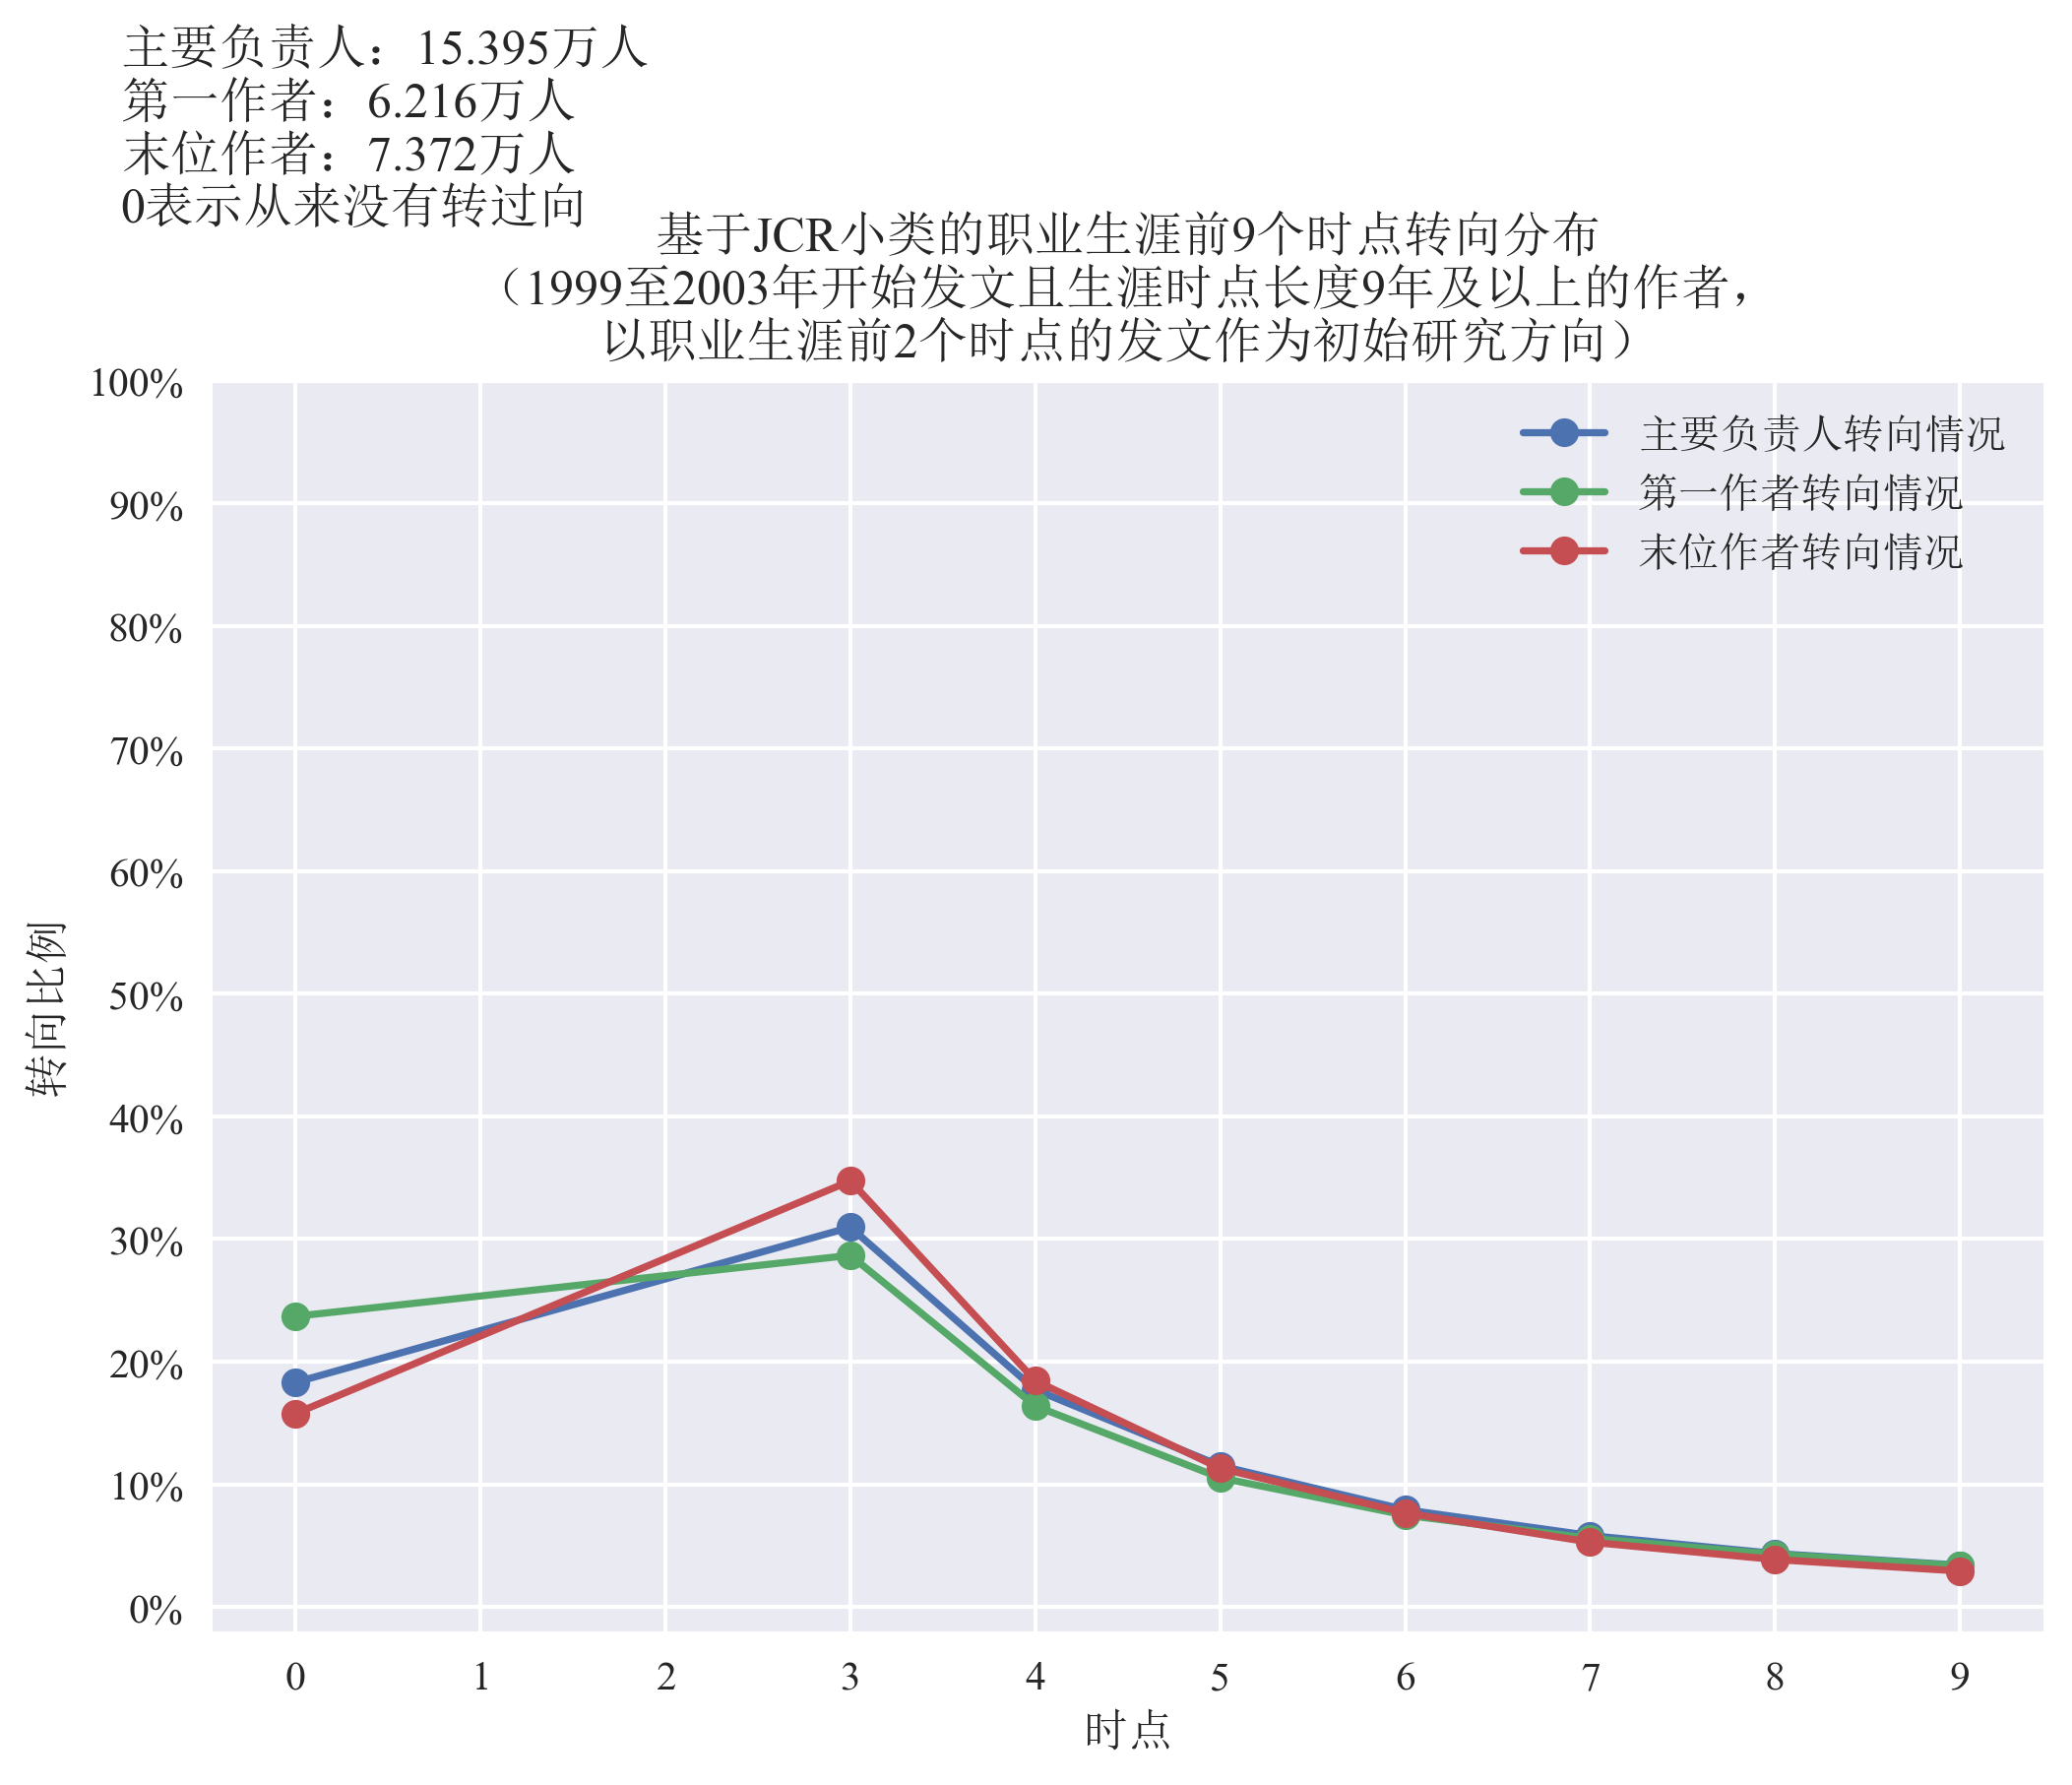 主要负责人：15.395万人
第一作者：6.216万人
末位作者：7.372万人
0表示从来没有转过向
基于JCR小类的职业生涯前9个时点转向分布
（1999至2003年开始发文且生涯时点长度9年及以上的作者，
以职业生涯前2个时点的发文作为初始研究方向）
主要负责人转向情况
第一作者转向情况
末位作者转向情况
转向比例
100%
90%
80%
70%
60%
50%
40%
30%
20%
10%
0%
0 1 2 3 4 5 6 7 8 9
时点